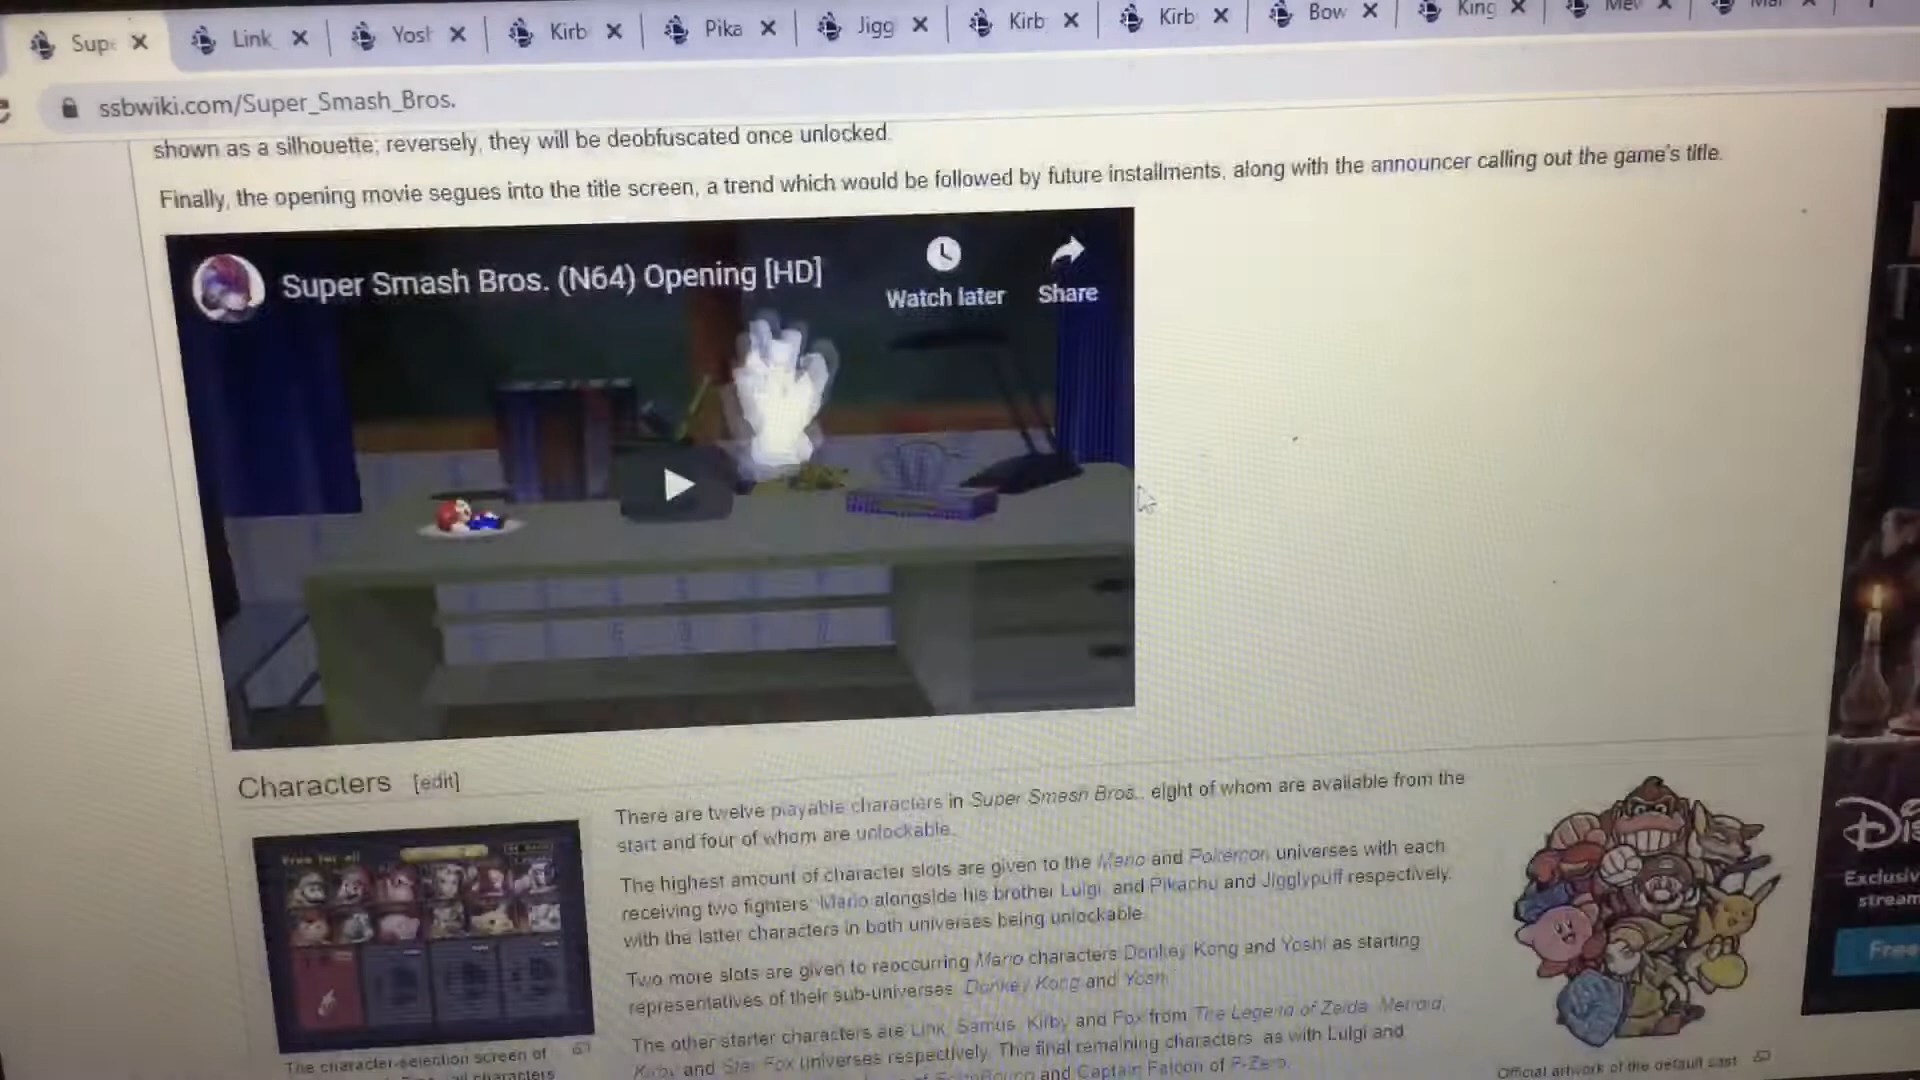 Link
Yosh
Kirb
Pika
Jigg
Kirb
Kirb
Bow
King
ssbwiki.com/Super_Smash_Bros.
shown as a silhouette; reversely, they will be deobfuscated once unlocked.
Finally, the opening movie segues into the title screen, a trend which would be followed by future installments, along with the announcer calling out the game's title.
Super Smash Bros. (N64) Opening [HD]
Watch later
Share
Characters [edit]
There are twelve playable characters in Super Smash Bros., eight of whom are available from the
start and four of whom are unlockable.
The highest amount of character slots are given to the Mario and Pokémon universes with each
receiving two fighters: Mario alongside his brother Luigi, and Pikachu and Jigglypuff respectively,
with the latter characters in both universes being unlockable.
Two more slots are given to reoccurring Mario characters Donkey Kong and Yoshi as starting
representatives of their sub-universes, Donkey Kong and Yoshi.
The other starter characters are Link, Samus, Kirby and Fox from The Legend of Zelda, Metroid,
Kirby and Star Fox universes respectively. The final remaining characters, as with Luigi and
of EarthBound and Captain Falcon of F-Zero.
Free for all
The character-selection screen of
characters
Official artwork of the default cast
Exclusiv
stream
Free